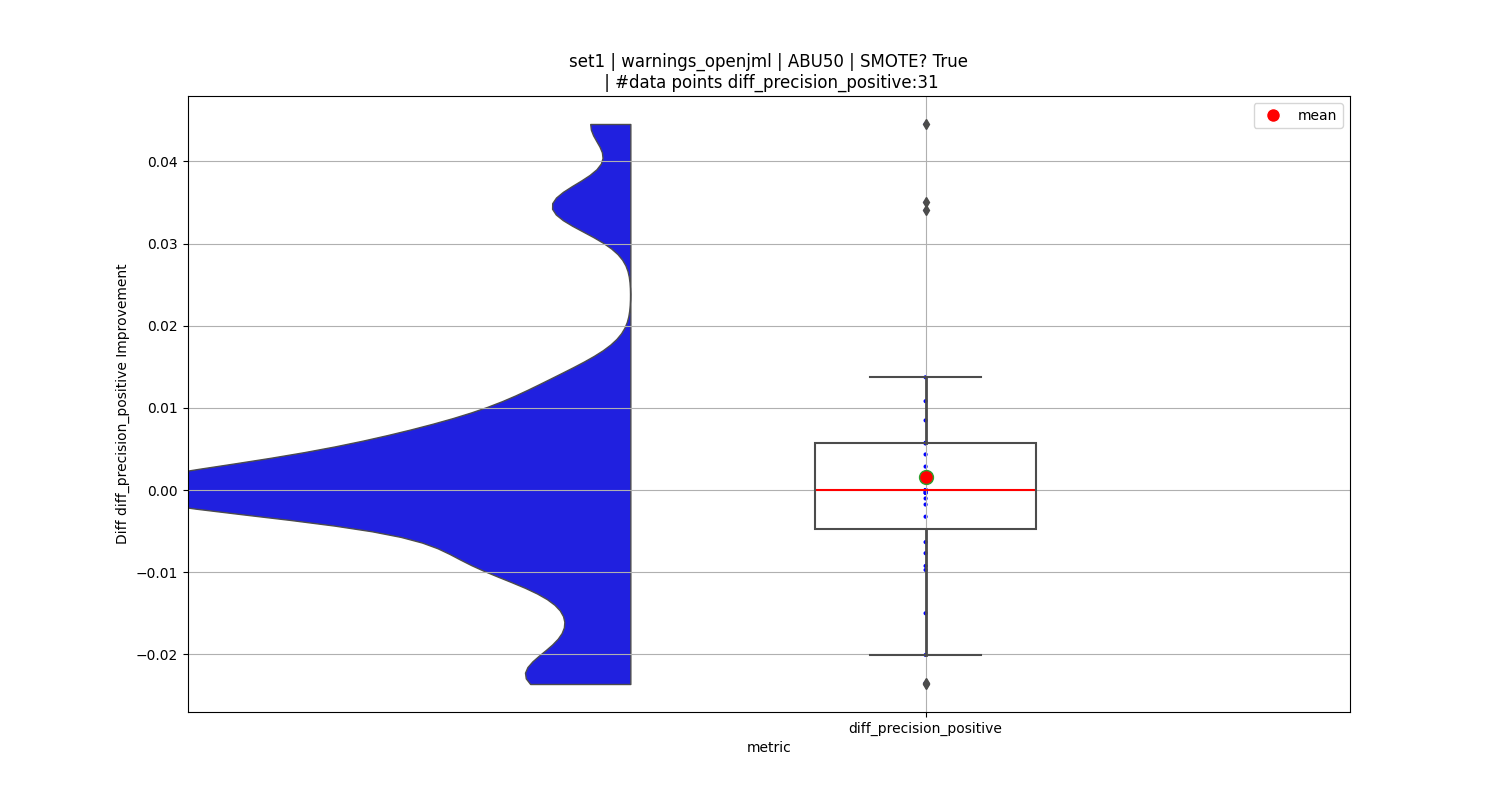 set1 | warnings_openjml | ABU50 | SMOTE? True
| #data points diff_precision_positive:31
mean
0.04
0.03
0.02
0.01
0.00
−0.01
−0.02
Diff diff_precision_positive Improvement
diff_precision_positive
metric